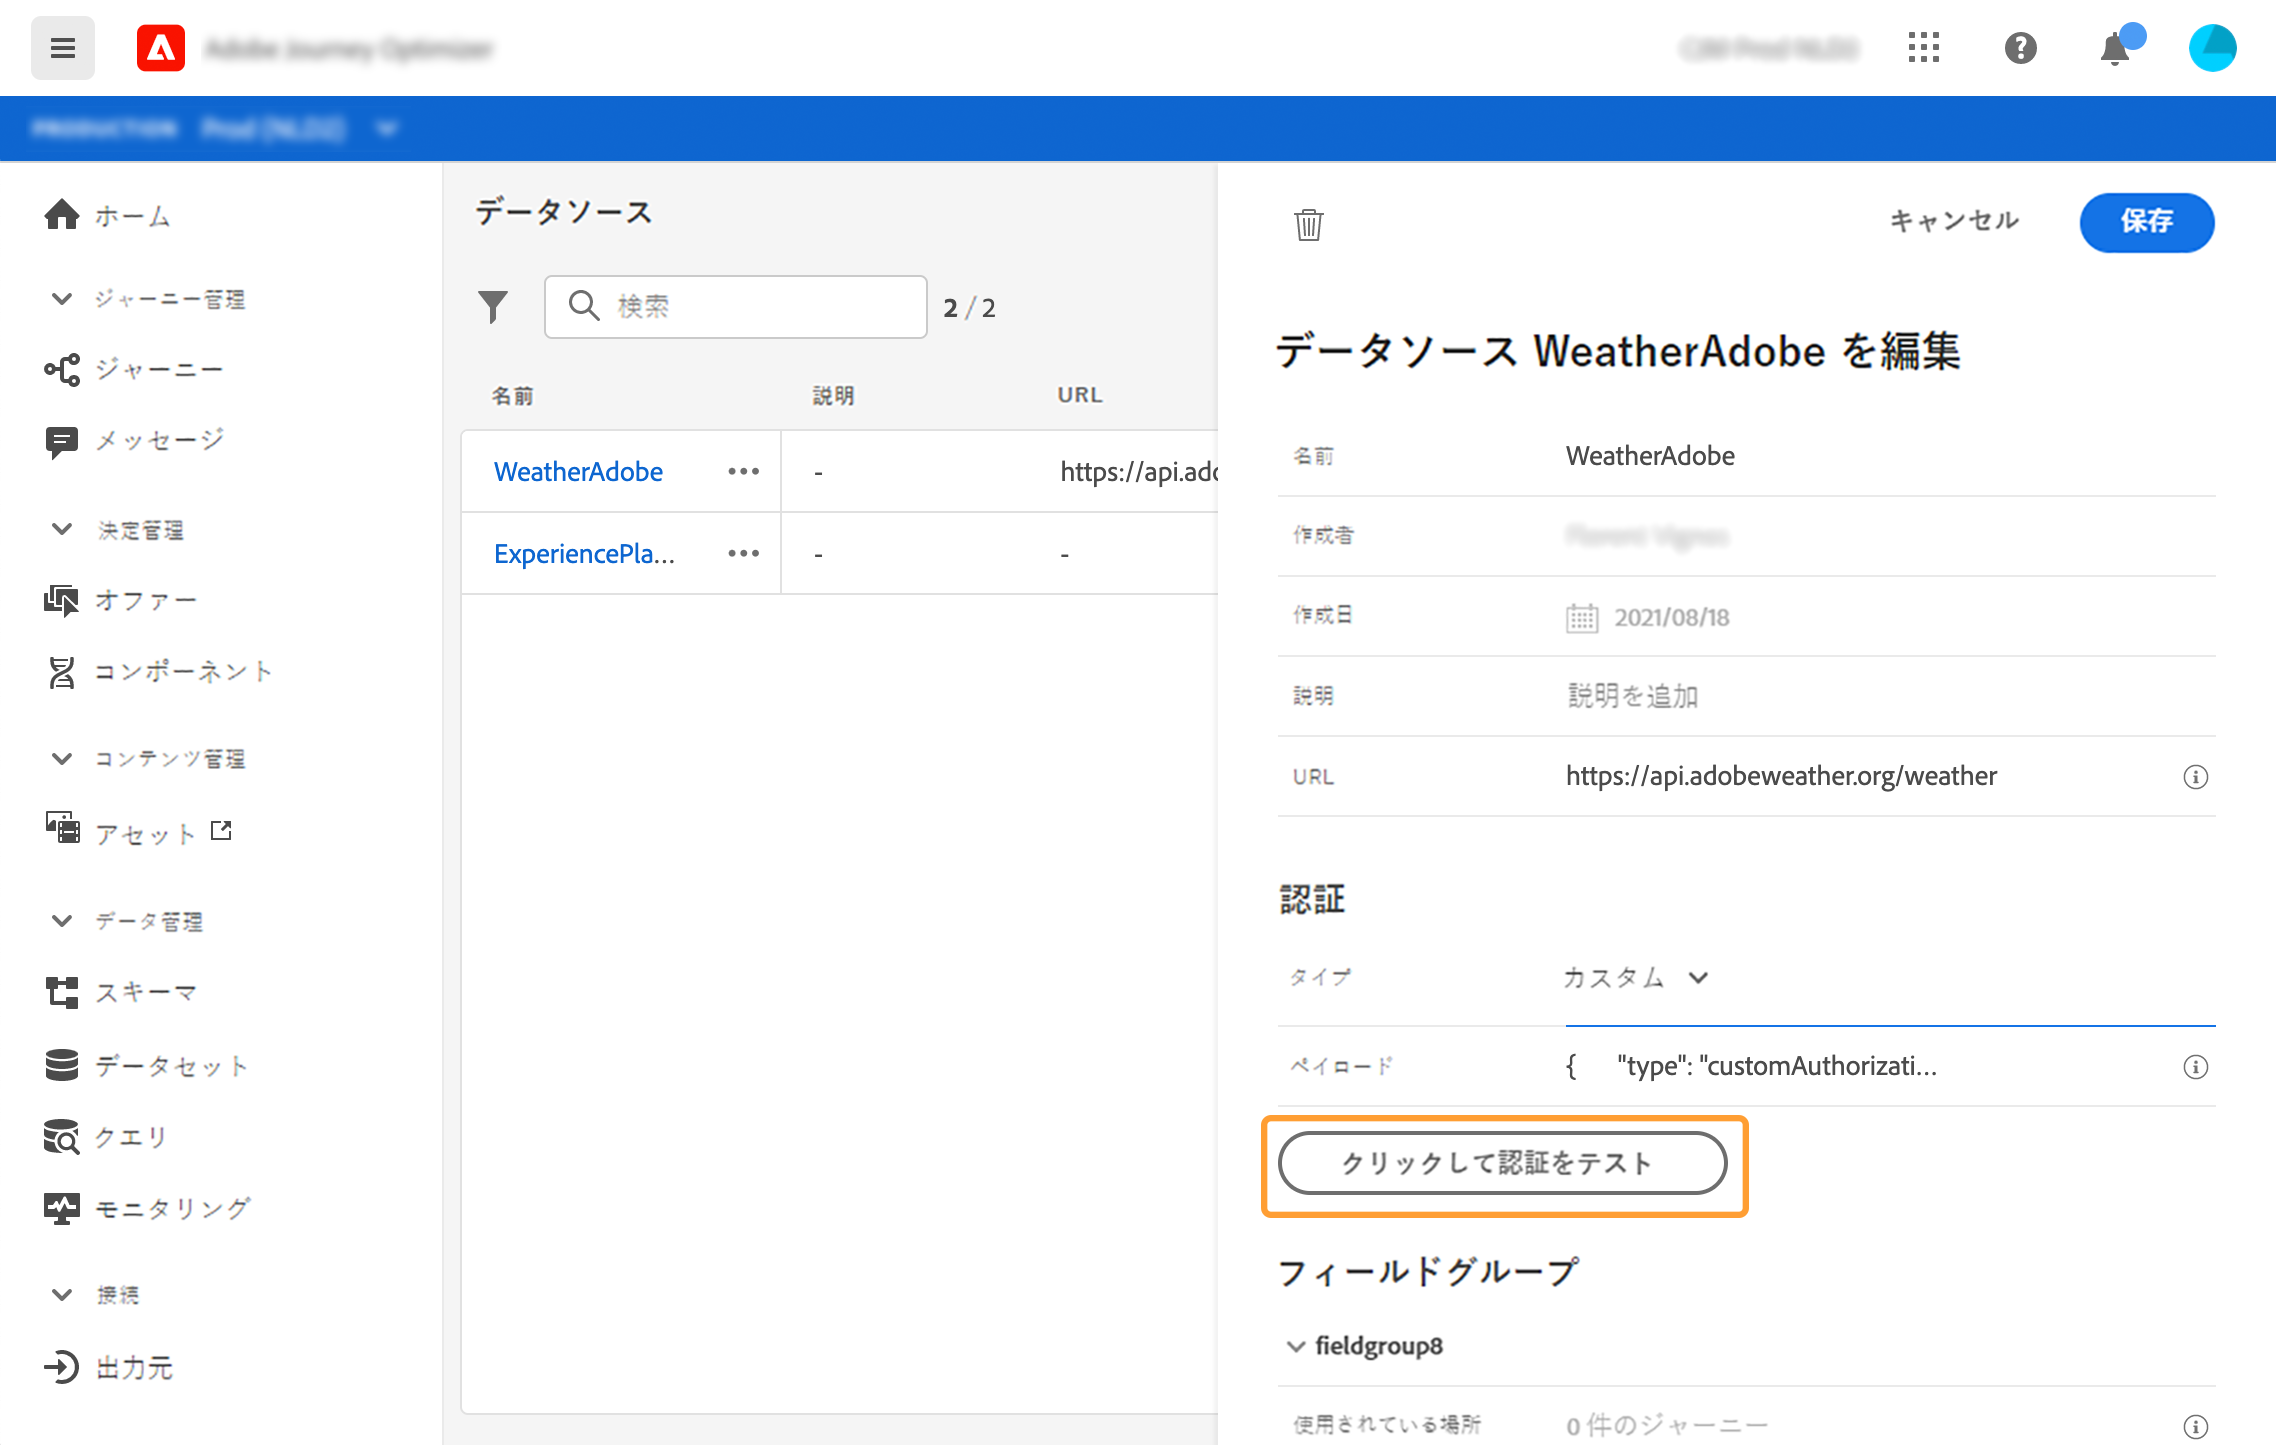 ホーム
ジャーニー管理
ジャーニー
メッセージ
決定管理
オファー
コンポーネント
コンテンツ管理
アセット
データ管理
スキーマ
データセット
クエリ
モニタリング
接続
出力元
データソース
検索
2 / 2
名前 説明 URL
WeatherAdobe ••• - https://api.adc
ExperiencePla... ••• - -
キャンセル
保存
データソース WeatherAdobe を編集
名前 WeatherAdobe
作成者
作成日 2021/08/18
説明 説明を追加
URL https://api.adobeweather.org/weather
認証
タイプ カスタム
ペイロード { "type": "customAuthorizati...
クリックして認証をテスト
フィールドグループ
fieldgroup8
使用されている場所 0 件のジャーニー